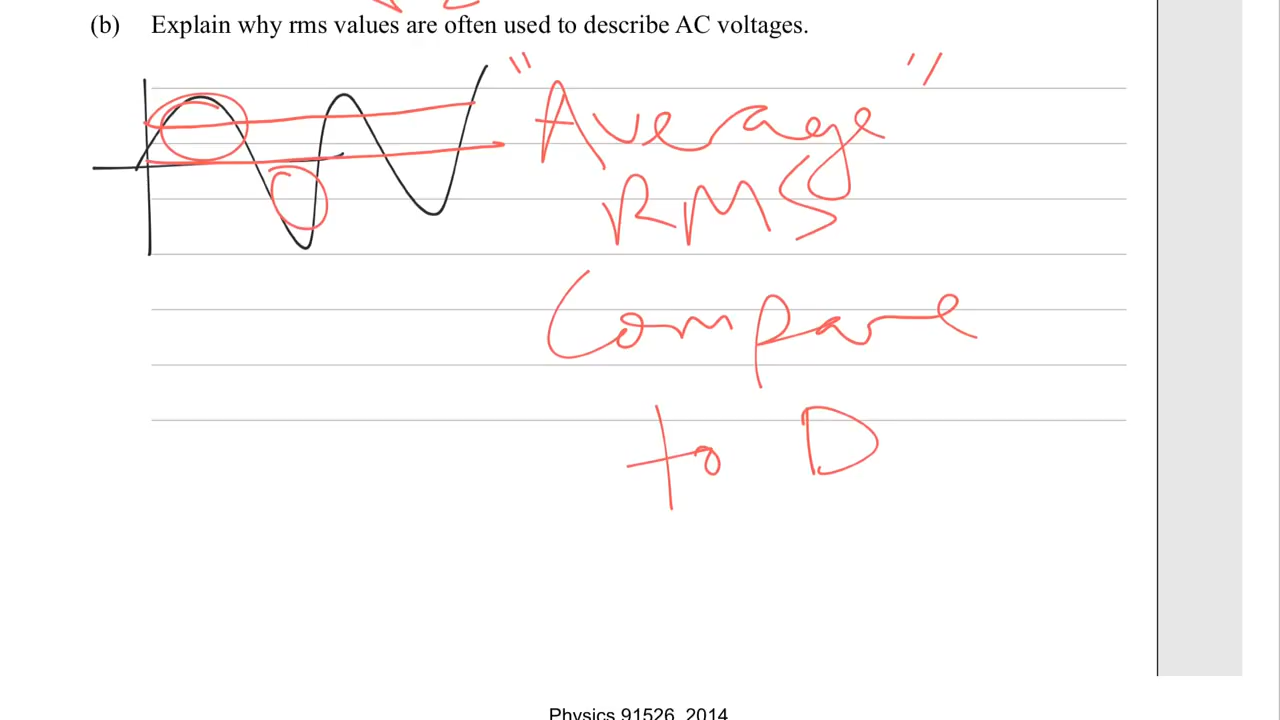 (b) Explain why rms values are often used to describe AC voltages.
"Average"
RMS
Compare
to D
Physics 91526, 2014